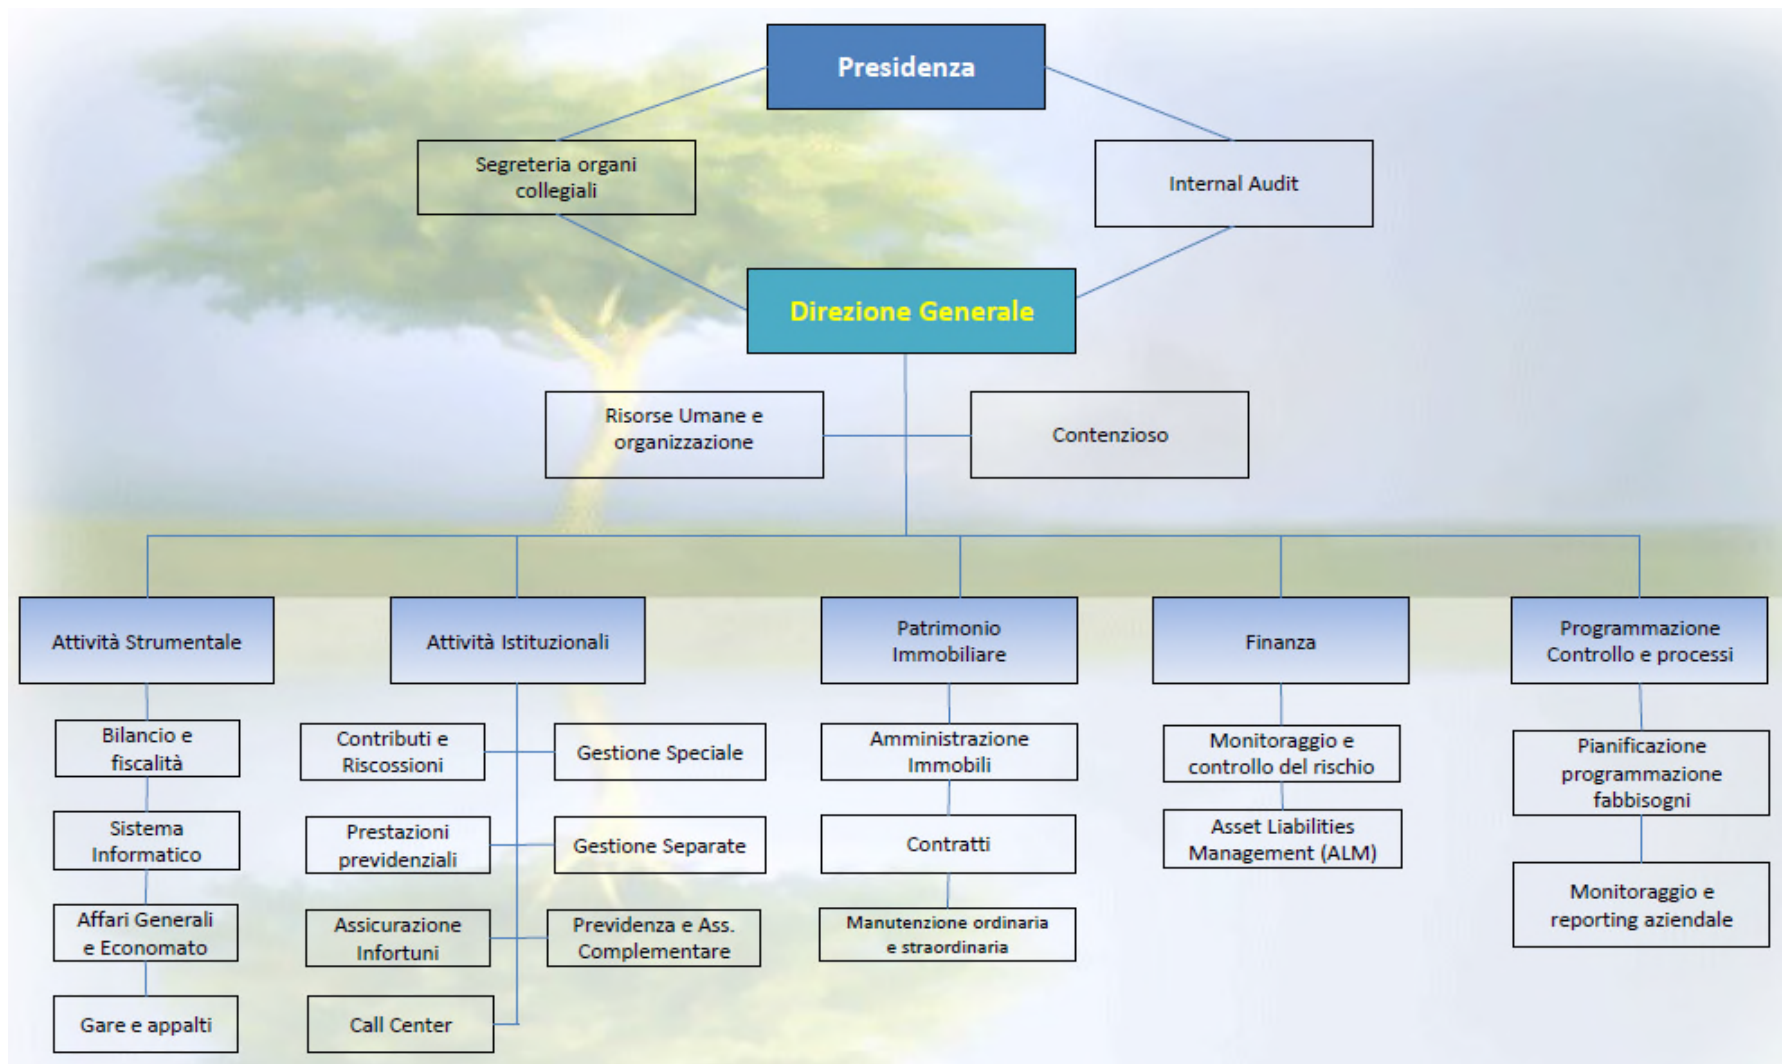 Presidenza
Segreteria organi
collegiali
Internal Audit
Direzione Generale
Risorse Umane e
organizzazione
Contenzioso
Attività Strumentale
Attività Istituzionali
Patrimonio
Immobiliare
Finanza
Programmazione
Controllo e processi
Bilancio e
fiscalità
Sistema
Informatico
Affari Generali
e Economato
Gare e appalti
Contributi e
Riscossioni
Gestione Speciale
Prestazioni
previdenziali
Gestione Separate
Assicurazione
Infortuni
Previdenza e Ass.
Complementare
Call Center
Amministrazione
Immobili
Contratti
Manutenzione ordinaria
e straordinaria
Monitoraggio e
controllo del rischio
Asset Liabilities
Management (ALM)
Pianificazione
programmazione
fabbisogni
Monitoraggio e
reporting aziendale